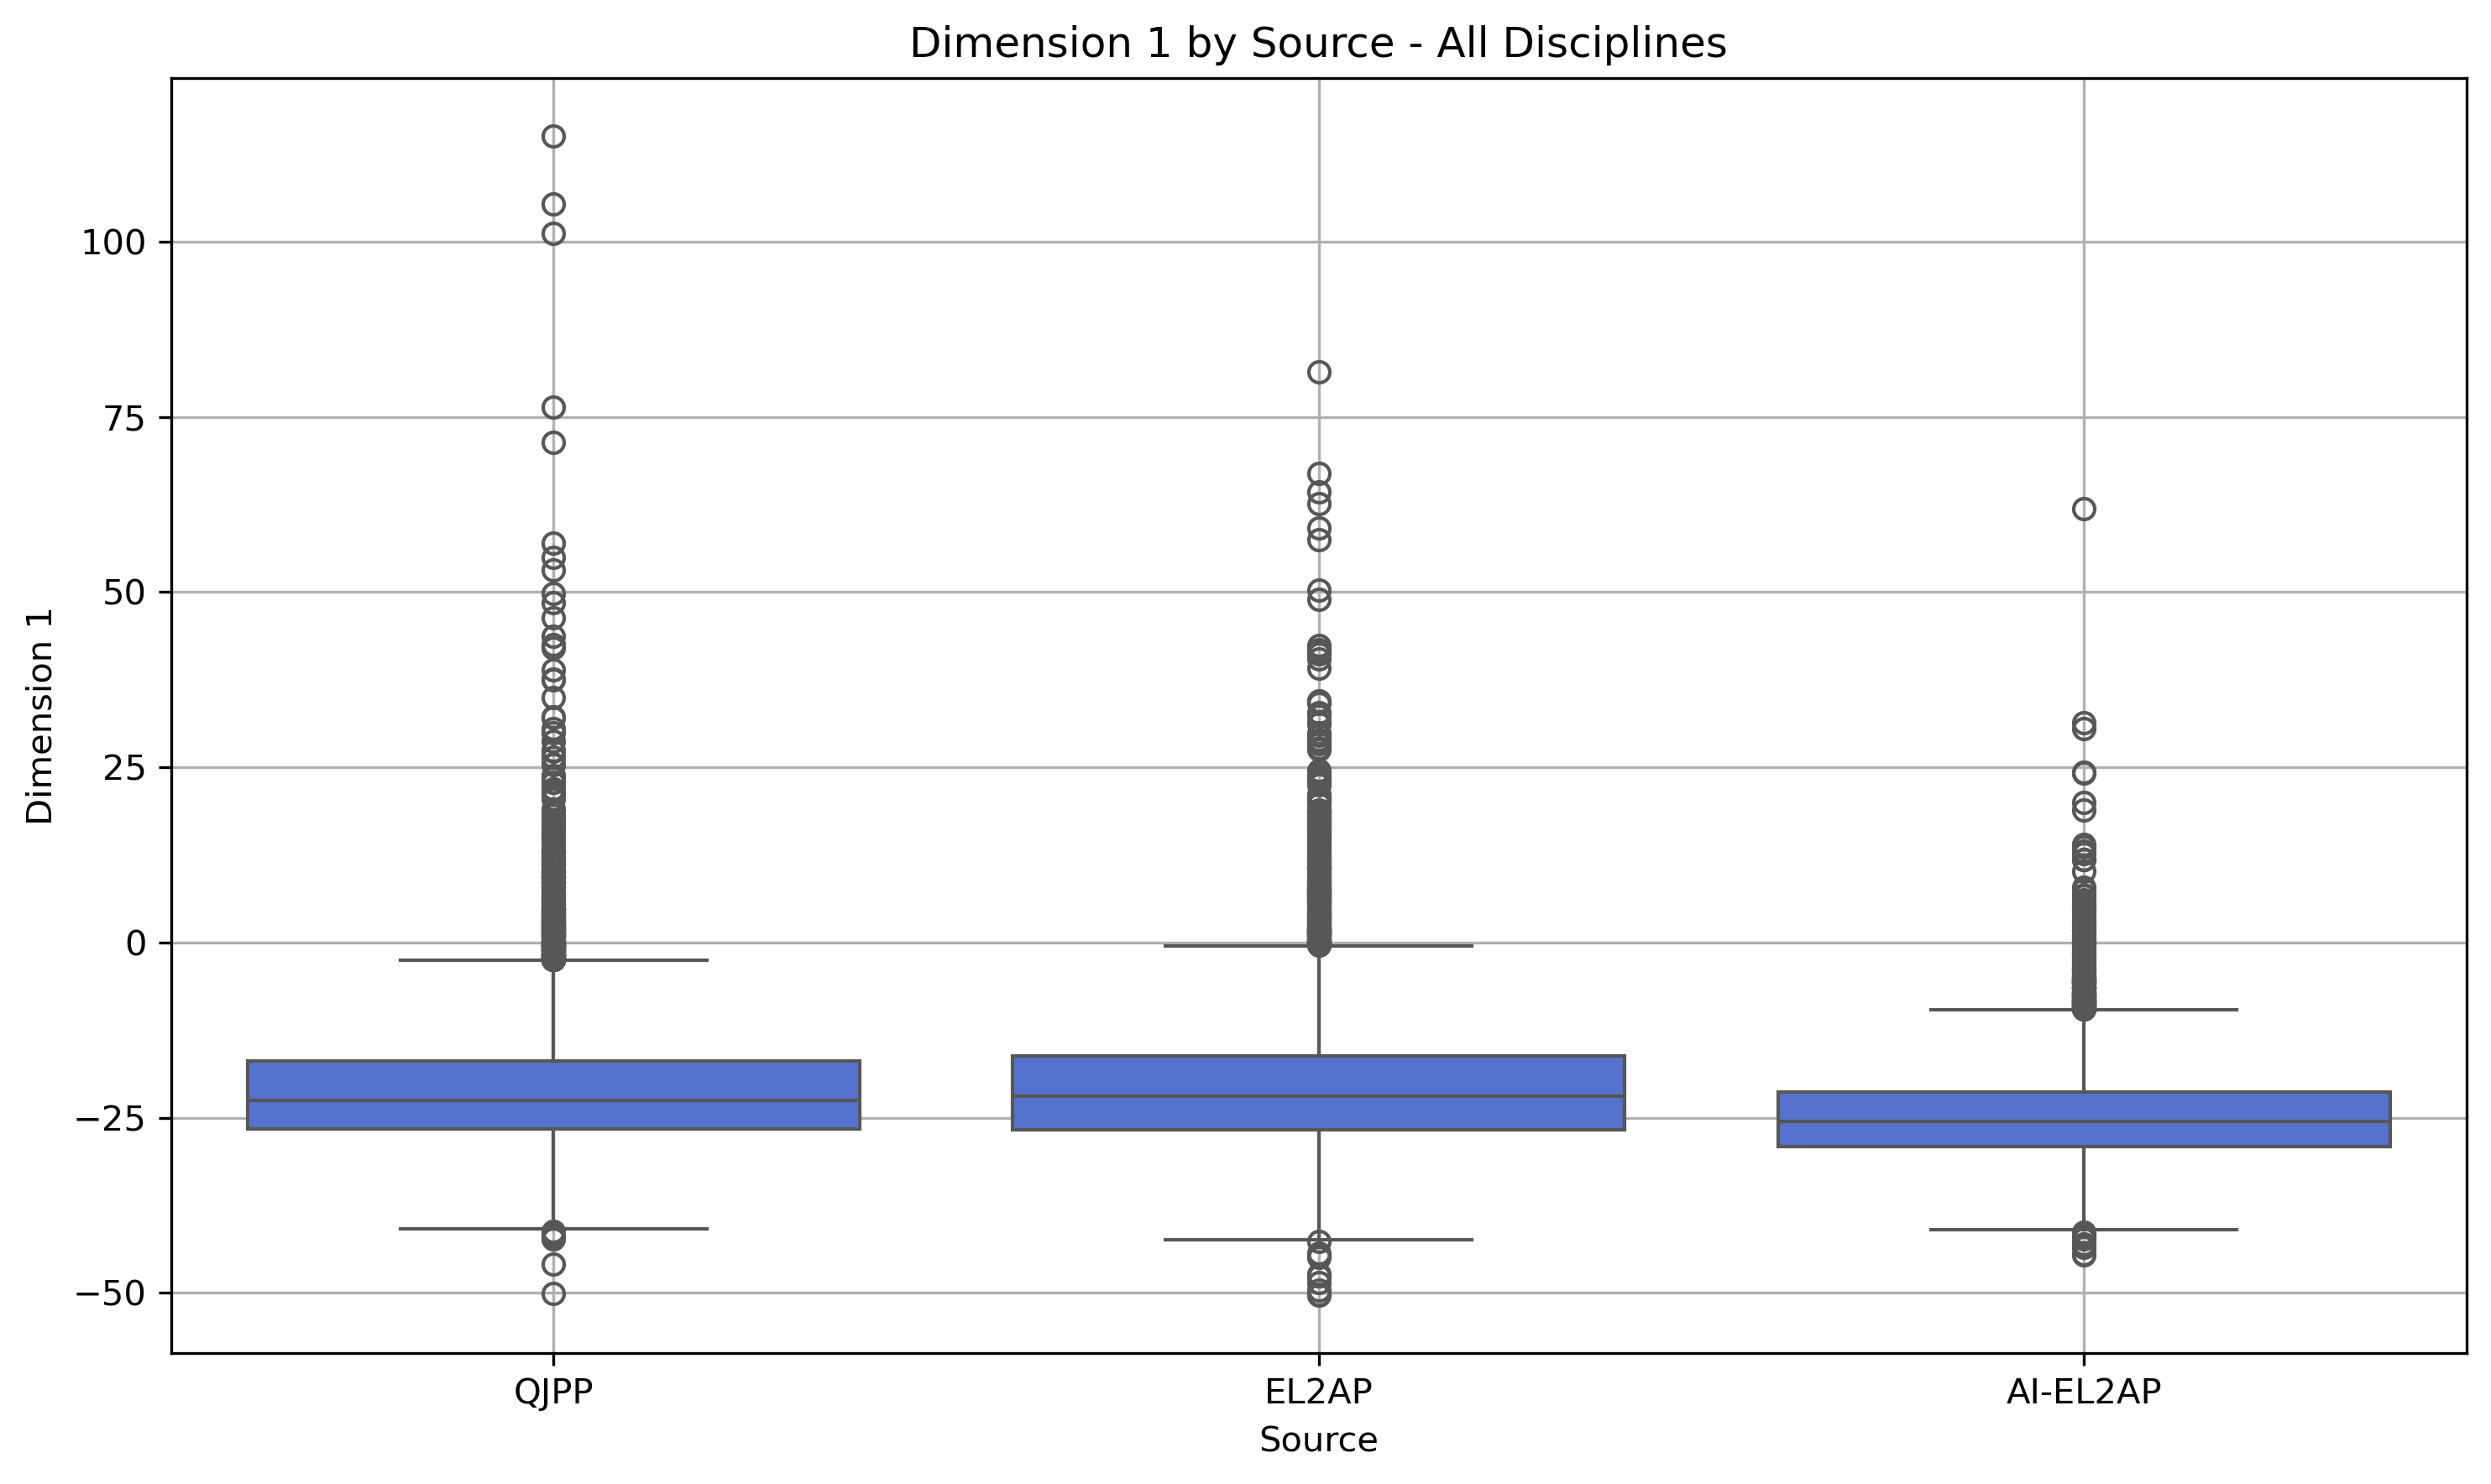 Dimension 1 by Source - All Disciplines
Dimension 1
100
75
50
25
0
−25
−50
QJPP
EL2AP
AI-EL2AP
Source